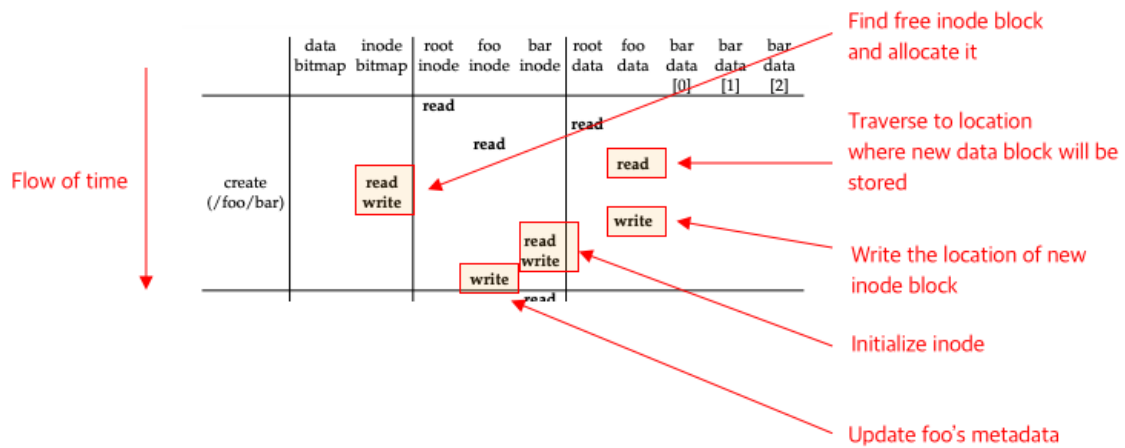 Find free inode block
and allocate it
data inode root foo bar root foo bar bar bar
bitmap bitmap inode inode inode data data data data data
[0] [1] [2]
read
read
read
Traverse to location
where new data block will be
stored
read
Flow of time
create
(/foo/bar)
read
write
write
Write the location of new
inode block
read
write
write
read
Initialize inode
Update foo's metadata